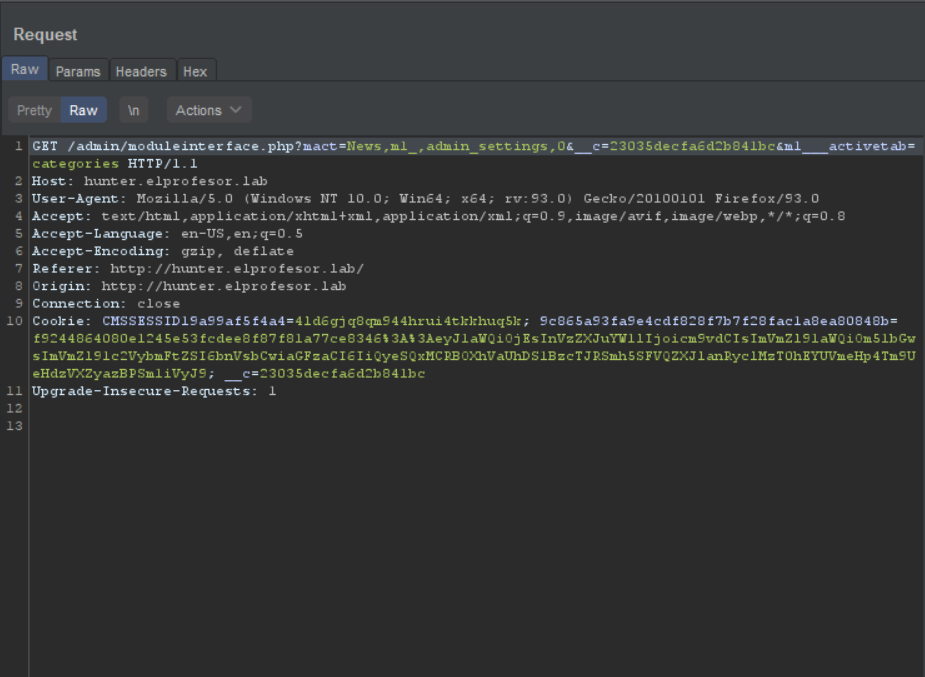 Request
Raw Params Headers Hex
Pretty Raw \n Actions
1 GET /admin/moduleinterface.php?mact=News,m1_,admin_settings,0&__c=23035decfa6d2b841bc&m1___activetab=
categories HTTP/1.1
2 Host: hunter.elprofesor.lab
3 User-Agent: Mozilla/5.0 (Windows NT 10.0; Win64; x64; rv:93.0) Gecko/20100101 Firefox/93.0
4 Accept: text/html,application/xhtml+xml,application/xml;q=0.9,image/avif,image/webp,*/*;q=0.8
5 Accept-Language: en-US,en;q=0.5
6 Accept-Encoding: gzip, deflate
7 Referer: http://hunter.elprofesor.lab/
8 Origin: http://hunter.elprofesor.lab
9 Connection: close
10 Cookie: CMSSESSID19a99af5f4a4=41d6gjq8qm944hrui4tkkhuq5k; 9c865a93fa9e4cdf828f7b7f28fac1a8ea80848b=
f9244864080e1245e53fcdee8f87f81a77ce8346%3A%3AeyJ1aWQiOjEsInVzZXJuYW1lIjoicm9vdCIsImVmZl91aWQiOm51bGw
sImVmZl91c2VybmFtZSI6bnVsbCwiaGFzaCI6IiQyeSQxMCRBOXhVaUhDS1BzcTJRSmh5SFVQZXJ1anRyc1MzT0hEYUVmeHp4Tm9U
eHdzVXZyazBPSm1iVyJ9; __c=23035decfa6d2b841bc
11 Upgrade-Insecure-Requests: 1
12
13